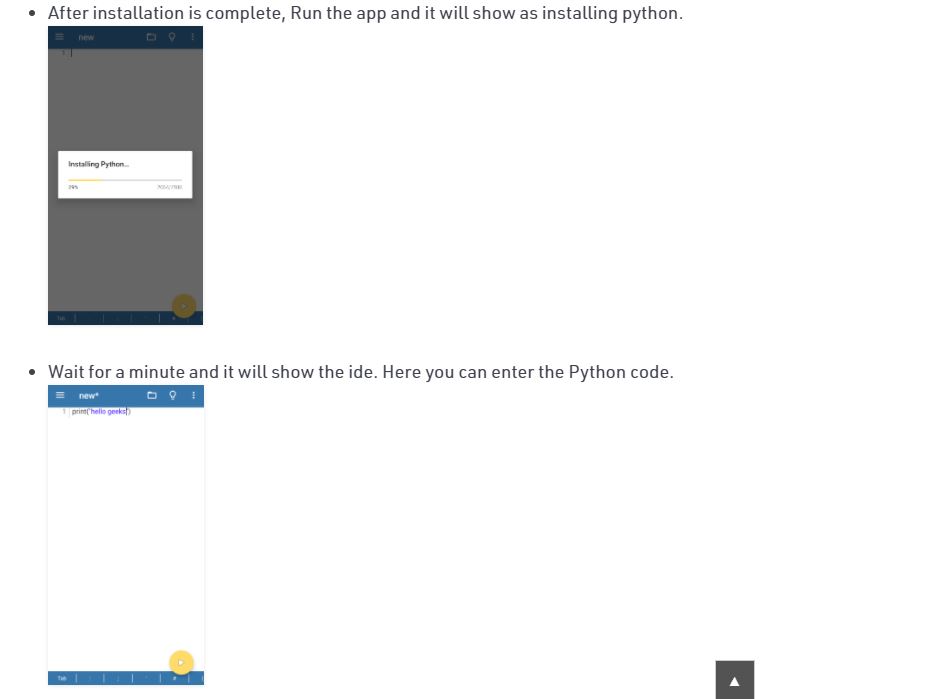 After installation is complete, Run the app and it will show as installing python.
new
1
Installing Python...
29%
Tab
Wait for a minute and it will show the ide. Here you can enter the Python code.
new*
1 print("hello geeks")
Tab : ; ' #